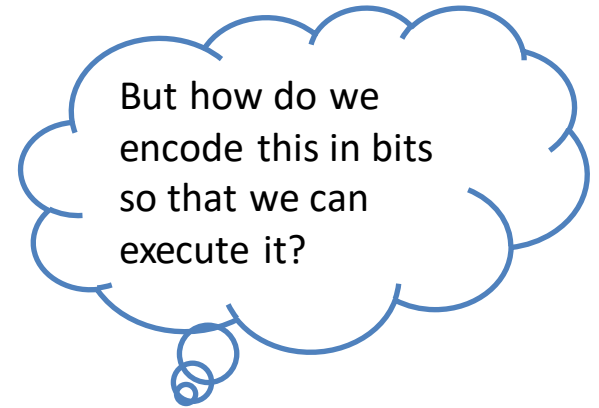 But how do we
encode this in bits
so that we can
execute it?